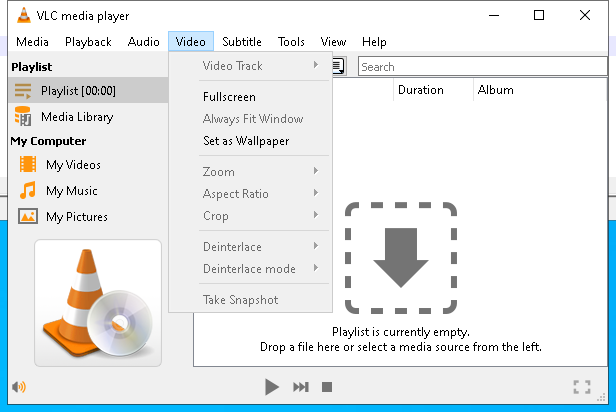 VLC media player
Media Playback Audio Video Subtitle Tools View Help
Playlist
Playlist [00:00]
Media Library
My Computer
My Videos
My Music
My Pictures
Video Track
Fullscreen
Always Fit Window
Set as Wallpaper
Zoom
Aspect Ratio
Crop
Deinterlace
Deinterlace mode
Take Snapshot
Search
Duration Album
Playlist is currently empty.
Drop a file here or select a media source from the left.